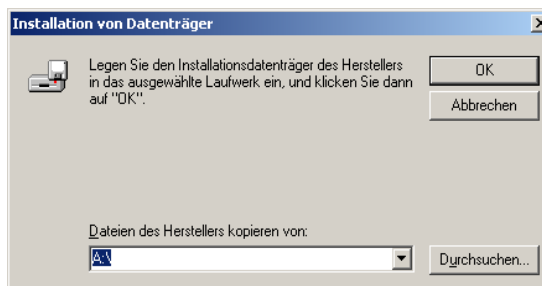 Installation von Datenträger
Legen Sie den Installationsdatenträger des Herstellers
in das ausgewählte Laufwerk ein, und klicken Sie dann
auf "OK".
OK
Abbrechen
Dateien des Herstellers kopieren von:
A:\
Durchsuchen...